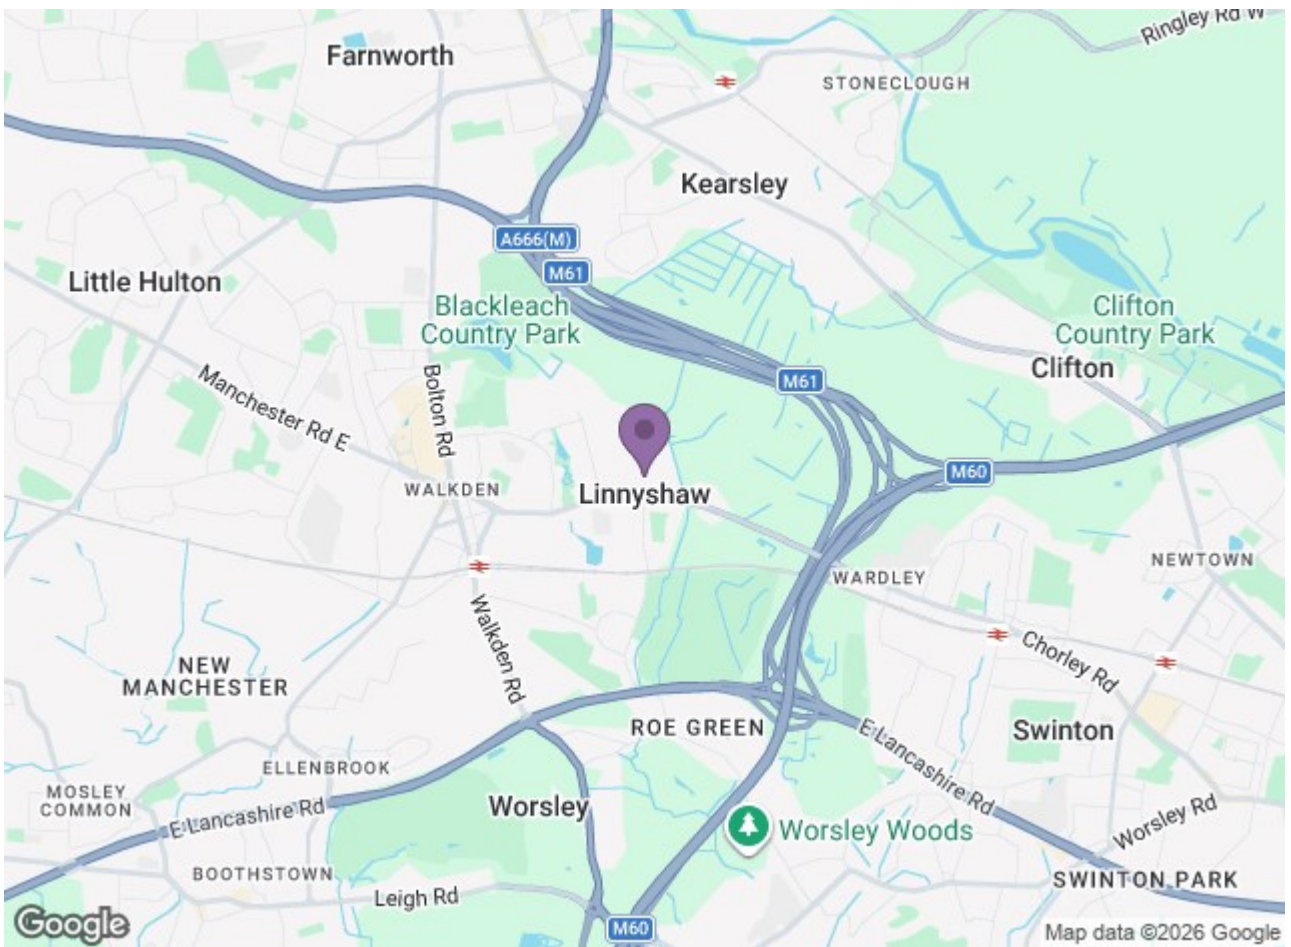 Ringley Rd W
Farnworth
STONECLOUGH
Kearsley
A666(M)
M61
Little Hulton
Blackleach
Country Park
Clifton
Country Park
Clifton
M61
Manchester Rd E
Bolton Rd
M60
WALKDEN
Linnyshaw
NEWTOWN
WARDLEY
Walkden Rd
Chorley Rd
NEW
MANCHESTER
ROE GREEN
Swinton
E Lancashire Rd
ELLENBROOK
MOSLEY
COMMON
Worsley
E Lancashire Rd
Worsley Woods
Worsley Rd
BOOTHSTOWN
Leigh Rd
SWINTON PARK
M60
Google
Map data ©2026 Google